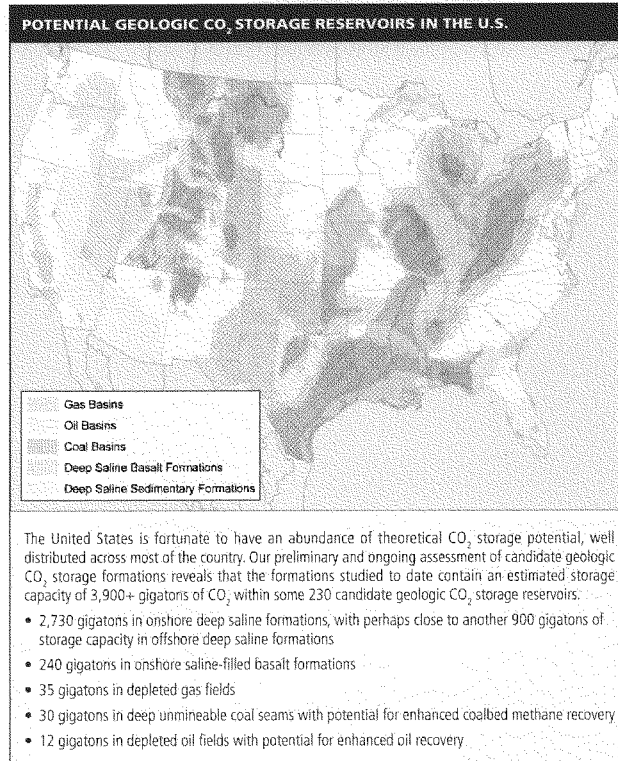 POTENTIAL GEOLOGIC CO₂ STORAGE RESERVOIRS IN THE U.S.
Gas Basins
Oil Basins
Coal Basins
Deep Saline Basalt Formations
Deep Saline Sedimentary Formations
The United States is fortunate to have an abundance of theoretical CO₂ storage potential, well
distributed across most of the country. Our preliminary and ongoing assessment of candidate geologic
CO₂ storage formations reveals that the formations studied to date contain an estimated storage
capacity of 3,900+ gigatons of CO₂ within some 230 candidate geologic CO₂ storage reservoirs.
• 2,730 gigatons in onshore deep saline formations, with perhaps close to another 900 gigatons of
storage capacity in offshore deep saline formations
• 240 gigatons in onshore saline-filled basalt formations
• 35 gigatons in depleted gas fields
• 30 gigatons in deep unmineable coal seams with potential for enhanced coalbed methane recovery
• 12 gigatons in depleted oil fields with potential for enhanced oil recovery